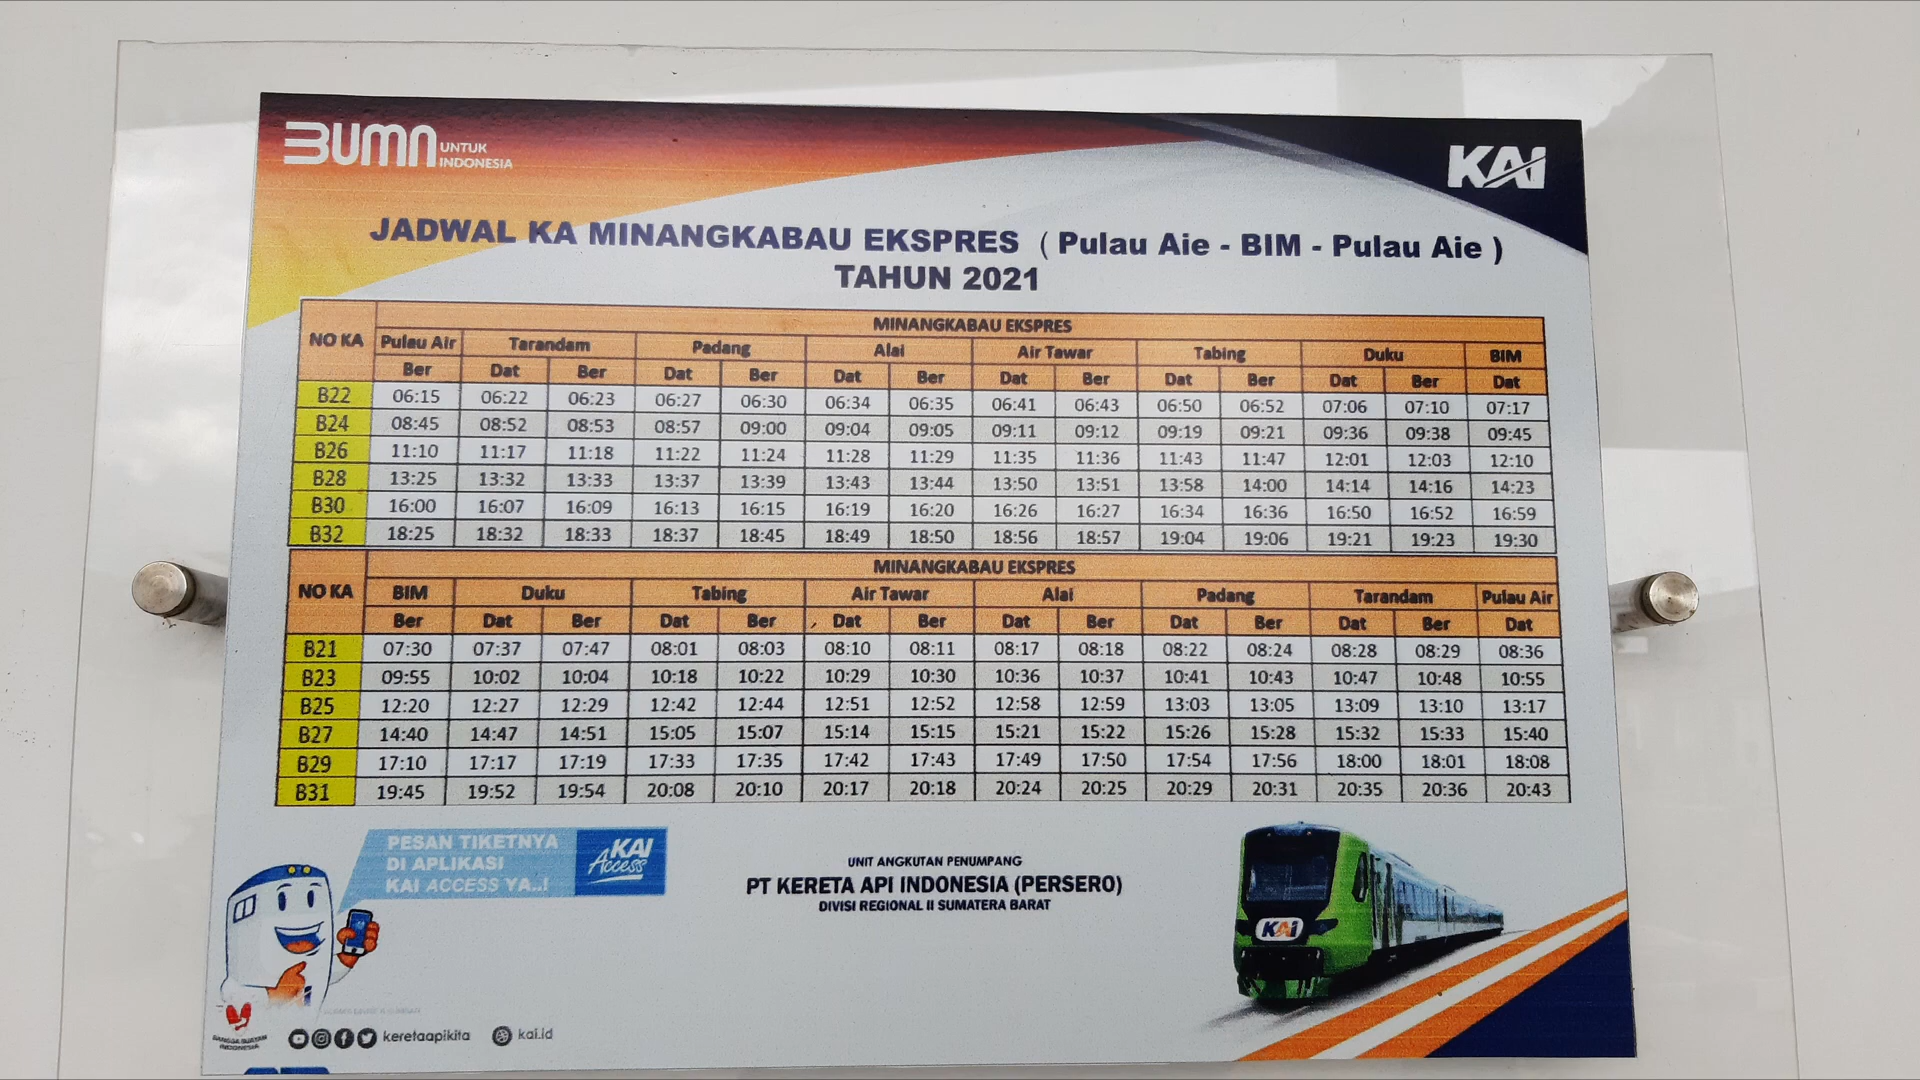 BUMN UNTUK INDONESIA
KAI
JADWAL KA MINANGKABAU EKSPRES ( Pulau Aie - BIM - Pulau Aie )
TAHUN 2021
NO KA MINANGKABAU EKSPRES
Pulau Air Tarandam Padang Alai Air Tawar Tabing Duku BIM
Ber Dat Ber Dat Ber Dat Ber Dat Ber Dat Ber Dat Ber Dat
B22 06:15 06:22 06:23 06:27 06:30 06:34 06:35 06:41 06:43 06:50 06:52 07:06 07:10 07:17
B24 08:45 08:52 08:53 08:57 09:00 09:04 09:05 09:11 09:12 09:19 09:21 09:36 09:38 09:45
B26 11:10 11:17 11:18 11:22 11:24 11:28 11:29 11:35 11:36 11:43 11:47 12:01 12:03 12:10
B28 13:25 13:32 13:33 13:37 13:39 13:43 13:44 13:50 13:51 13:58 14:00 14:14 14:16 14:23
B30 16:00 16:07 16:09 16:13 16:15 16:19 16:20 16:26 16:27 16:34 16:36 16:50 16:52 16:59
B32 18:25 18:32 18:33 18:37 18:45 18:49 18:50 18:56 18:57 19:04 19:06 19:21 19:23 19:30
NO KA MINANGKABAU EKSPRES
BIM Duku Tabing Air Tawar Alai Padang Tarandam Pulau Air
Ber Dat Ber Dat Ber Dat Ber Dat Ber Dat Ber Dat Ber Dat
B21 07:30 07:37 07:47 08:01 08:03 08:10 08:11 08:17 08:18 08:22 08:24 08:28 08:29 08:36
B23 09:55 10:02 10:04 10:18 10:22 10:29 10:30 10:36 10:37 10:41 10:43 10:47 10:48 10:55
B25 12:20 12:27 12:29 12:42 12:44 12:51 12:52 12:58 12:59 13:03 13:05 13:09 13:10 13:17
B27 14:40 14:47 14:51 15:05 15:07 15:14 15:15 15:21 15:22 15:26 15:28 15:32 15:33 15:40
B29 17:10 17:17 17:19 17:33 17:35 17:42 17:43 17:49 17:50 17:54 17:56 18:00 18:01 18:08
B31 19:45 19:52 19:54 20:08 20:10 20:17 20:18 20:24 20:25 20:29 20:31 20:35 20:36 20:43
PESAN TIKETNYA
DI APLIKASI
KAI ACCESS YA..!
KAI
Access
UNIT ANGKUTAN PENUMPANG
PT KERETA API INDONESIA (PERSERO)
DIVISI REGIONAL II SUMATERA BARAT
KAI
BANGGA BUATAN
INDONESIA
keretaapikita kai.id